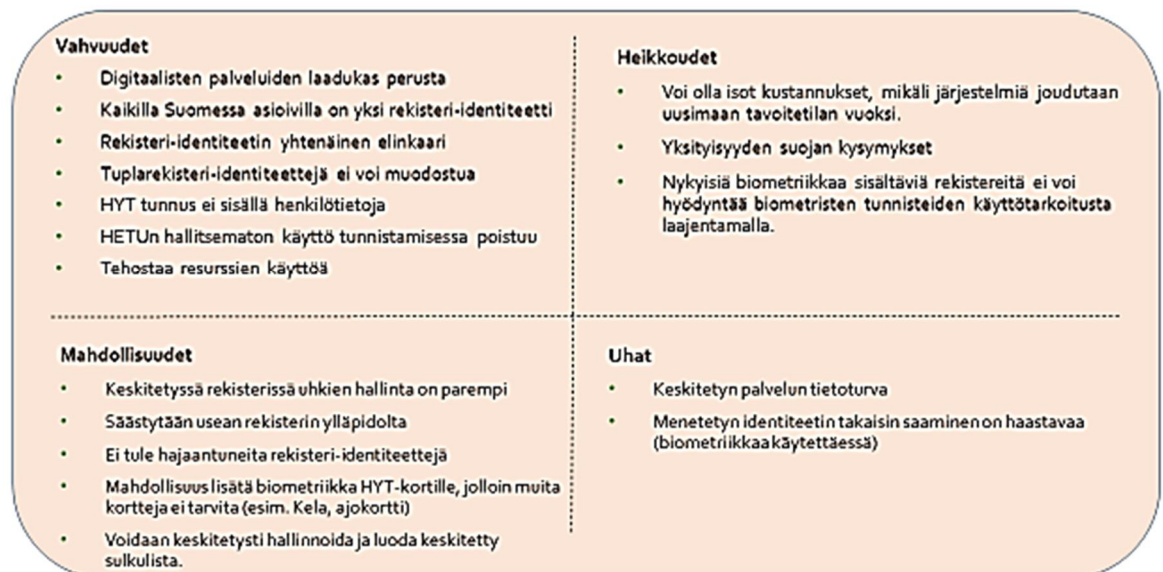 Vahvuudet
• Digitaalisten palveluiden laadukas perusta
• Kaikilla Suomessa asioivilla on yksi rekisteri-identiteetti
• Rekisteri-identiteetin yhtenäinen elinkaari
• Tuplarekisteri-identiteettejä ei voi muodostua
• HYT tunnus ei sisällä henkilötietoja
• HETUn hallitsematon käyttö tunnistamisessa poistuu
• Tehostaa resurssien käyttöä
Heikkoudet
• Voi olla isot kustannukset, mikäli järjestelmiä joudutaan
uusimaan tavoitetilan vuoksi.
• Yksityisyyden suojan kysymykset
• Nykyisiä biometriikkaa sisältäviä rekistereitä ei voi
hyödyntää biometristen tunnisteiden käyttötarkoitusta
laajentamalla.
Mahdollisuudet
• Keskitetyssä rekisterissä uhkien hallinta on parempi
• Säästytään usean rekisterin ylläpidolta
• Ei tule hajaantuneita rekisteri-identiteettejä
• Mahdollisuus lisätä biometriikka HYT-kortille, jolloin muita
kortteja ei tarvita (esim. Kela, ajokortti)
• Voidaan keskitetysti hallinnoida ja luoda keskitetty
sulkulista.
Uhat
• Keskitetyn palvelun tietoturva
• Menetetyn identiteetin takaisin saaminen on haastavaa
(biometriikkaa käytettäessä)